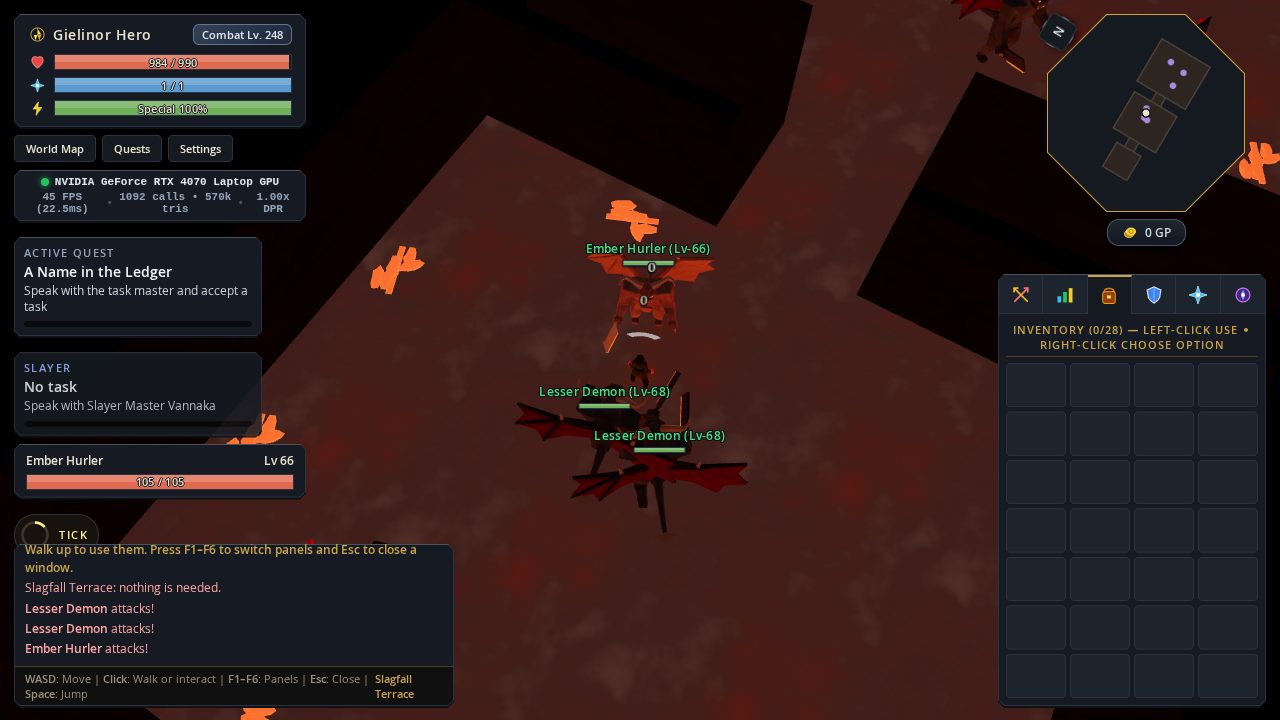 Gielinor Hero
Combat Lv. 248
984 / 990
1 / 1
Special 100%
World Map
Quests
Settings
NVIDIA GeForce RTX 4070 Laptop GPU
45 FPS (22.5ms) • 1092 calls • 570k tris • 1.00x DPR
ACTIVE QUEST
A Name in the Ledger
Speak with the task master and accept a
task
SLAYER
No task
Speak with Slayer Master Vannaka
Ember Hurler
Lv 66
105 / 105
TICK
Walk up to use them. Press F1–F6 to switch panels and Esc to close a
window.
Slagfall Terrace: nothing is needed.
Lesser Demon attacks!
Lesser Demon attacks!
Ember Hurler attacks!
WASD: Move | Click: Walk or interact | F1–F6: Panels | Esc: Close |
Space: Jump
Slagfall
Terrace
Ember Hurler (Lv-66)
0
0
Lesser Demon (Lv-68)
Lesser Demon (Lv-68)
N
0 GP
INVENTORY (0/28) — LEFT-CLICK USE •
RIGHT-CLICK CHOOSE OPTION